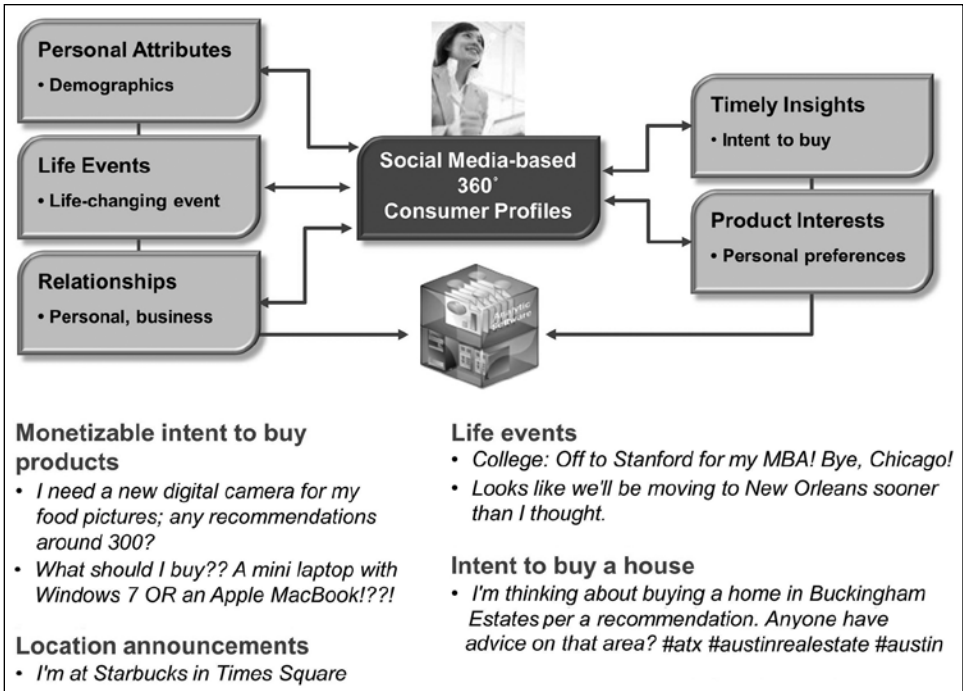 Personal Attributes
• Demographics
Life Events
• Life-changing event
Relationships
• Personal, business
Social Media-based
360°
Consumer Profiles
Timely Insights
• Intent to buy
Product Interests
• Personal preferences
Analytic
Software
Monetizable intent to buy
products
• I need a new digital camera for my
food pictures; any recommendations
around 300?
• What should I buy?? A mini laptop with
Windows 7 OR an Apple MacBook!??!
Location announcements
• I'm at Starbucks in Times Square
Life events
• College: Off to Stanford for my MBA! Bye, Chicago!
• Looks like we'll be moving to New Orleans sooner
than I thought.
Intent to buy a house
• I'm thinking about buying a home in Buckingham
Estates per a recommendation. Anyone have
advice on that area? #atx #austinrealestate #austin